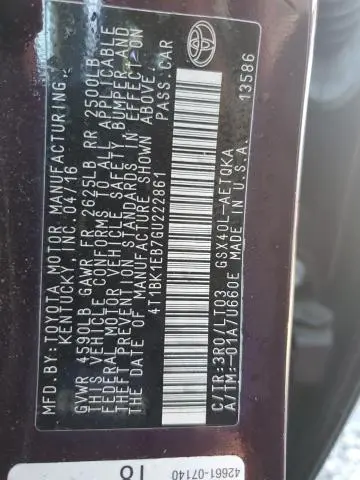 MFD. BY: TOYOTA MOTOR MANUFACTURING,
KENTUCKY, INC. 04/16
GVWR 4590LB GAWR FR 2625LB RR 2500LB
THIS VEHICLE CONFORMS TO ALL APPLICABLE
FEDERAL MOTOR VEHICLE SAFETY, BUMPER, AND
THEFT PREVENTION STANDARDS IN EFFECT ON
THE DATE OF MANUFACTURE SHOWN ABOVE.
4T1BK1EB7GU222861 PASS.CAR
C/TR:3R0/LT03 GSX40L-AETQKA
A/TM:-01A/U660E MADE IN U.S.A.
13586
42661-07140